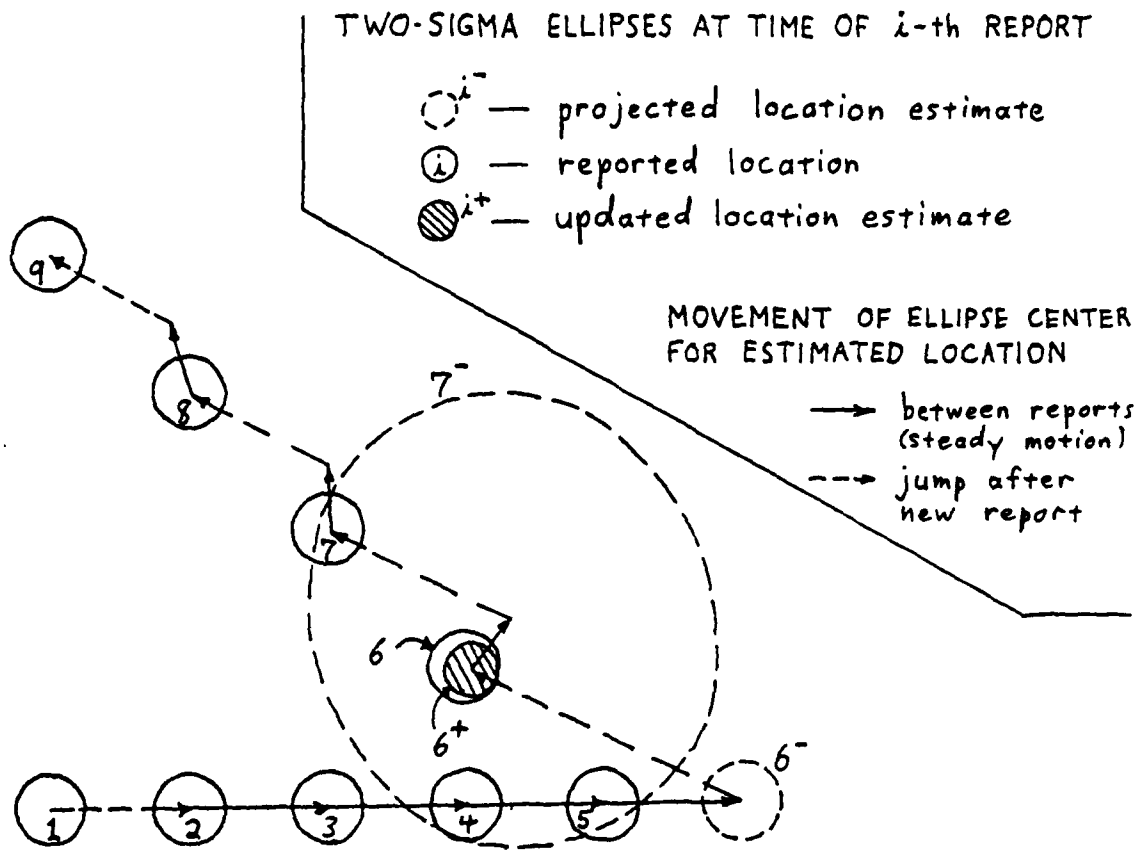 TWO-SIGMA ELLIPSES AT TIME OF i-th REPORT
i⁻ — projected location estimate
i — reported location
i⁺ — updated location estimate
MOVEMENT OF ELLIPSE CENTER
FOR ESTIMATED LOCATION
between reports
(steady motion)
jump after
new report
9
8
7⁻
7
6
6⁺
6⁻
1
2
3
4
5